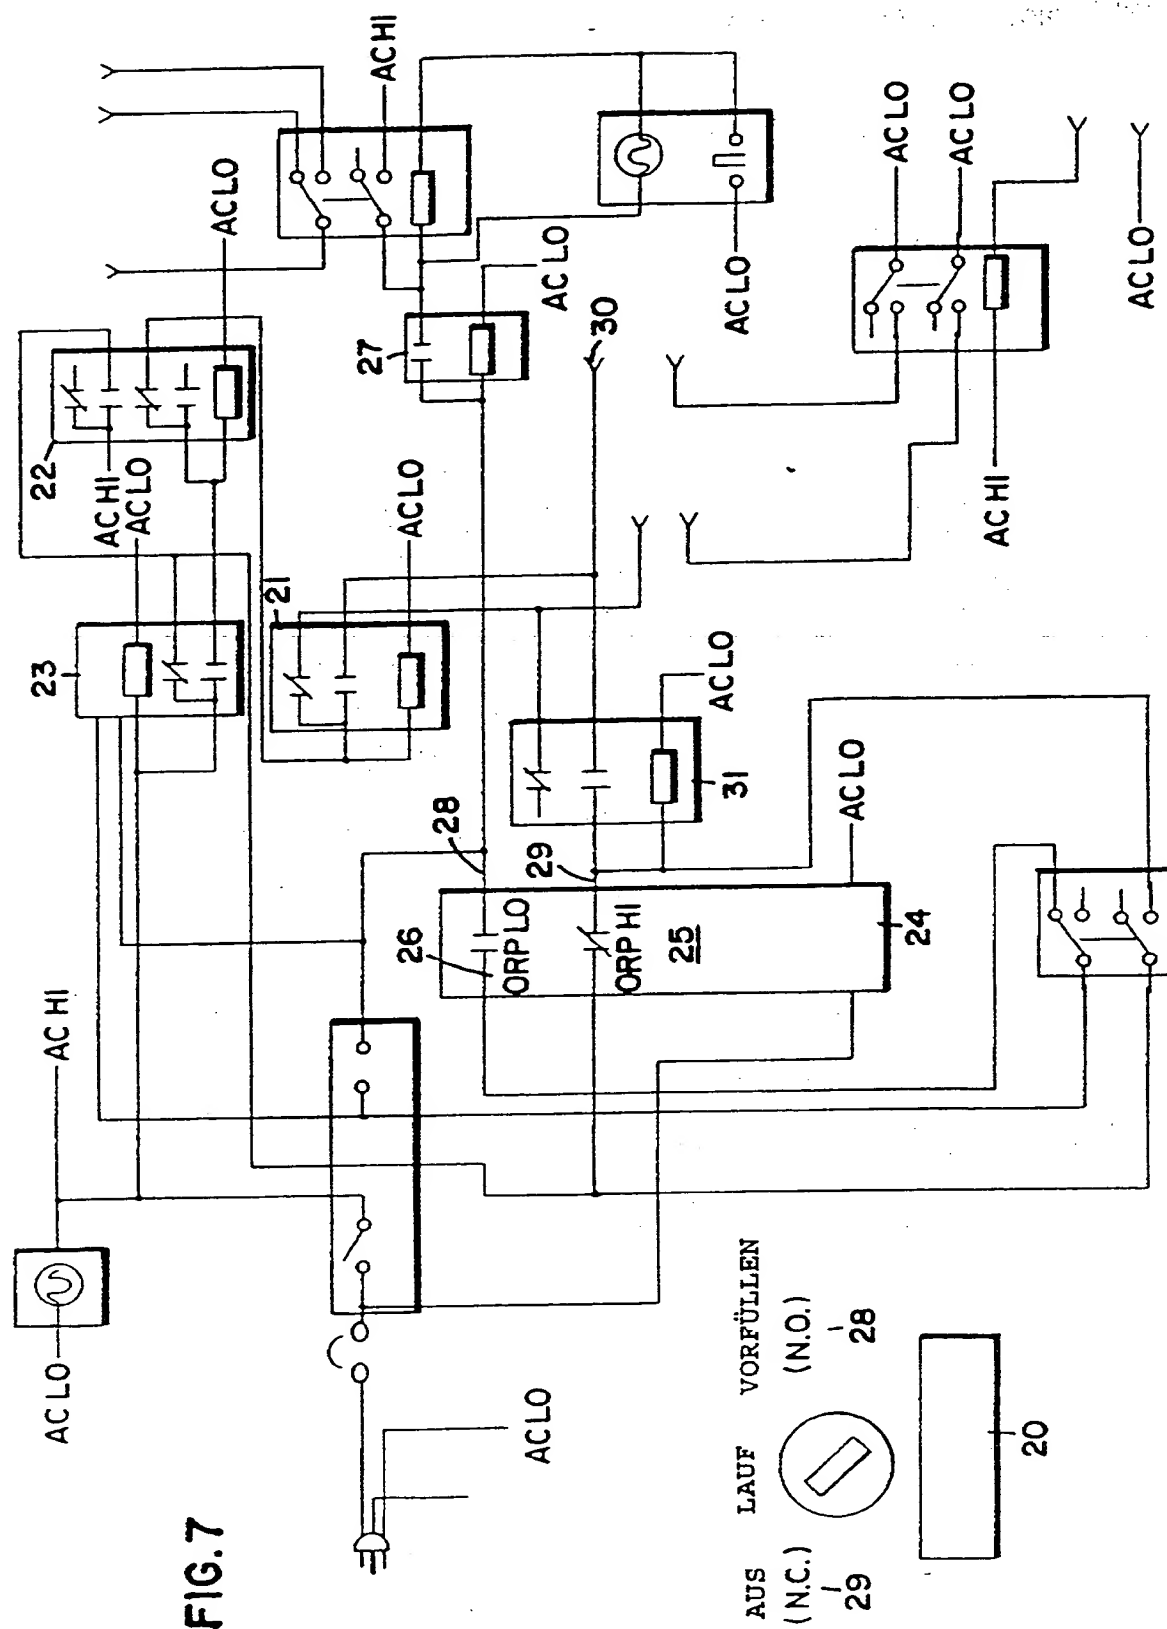 FIG. 7
AC LO
AC HI
23
22
AC HI
AC LO
AC LO
AC HI
21
AC LO
27
AC LO
30
AC LO
28
29
26
ORP LO
ORP HI
25
24
31
AC LO
AC LO
AC LO
AC LO
AC HI
AC LO
AC LO
AUS LAUF VORFÜLLEN
(N.C.) (N.O.)
29 28
20